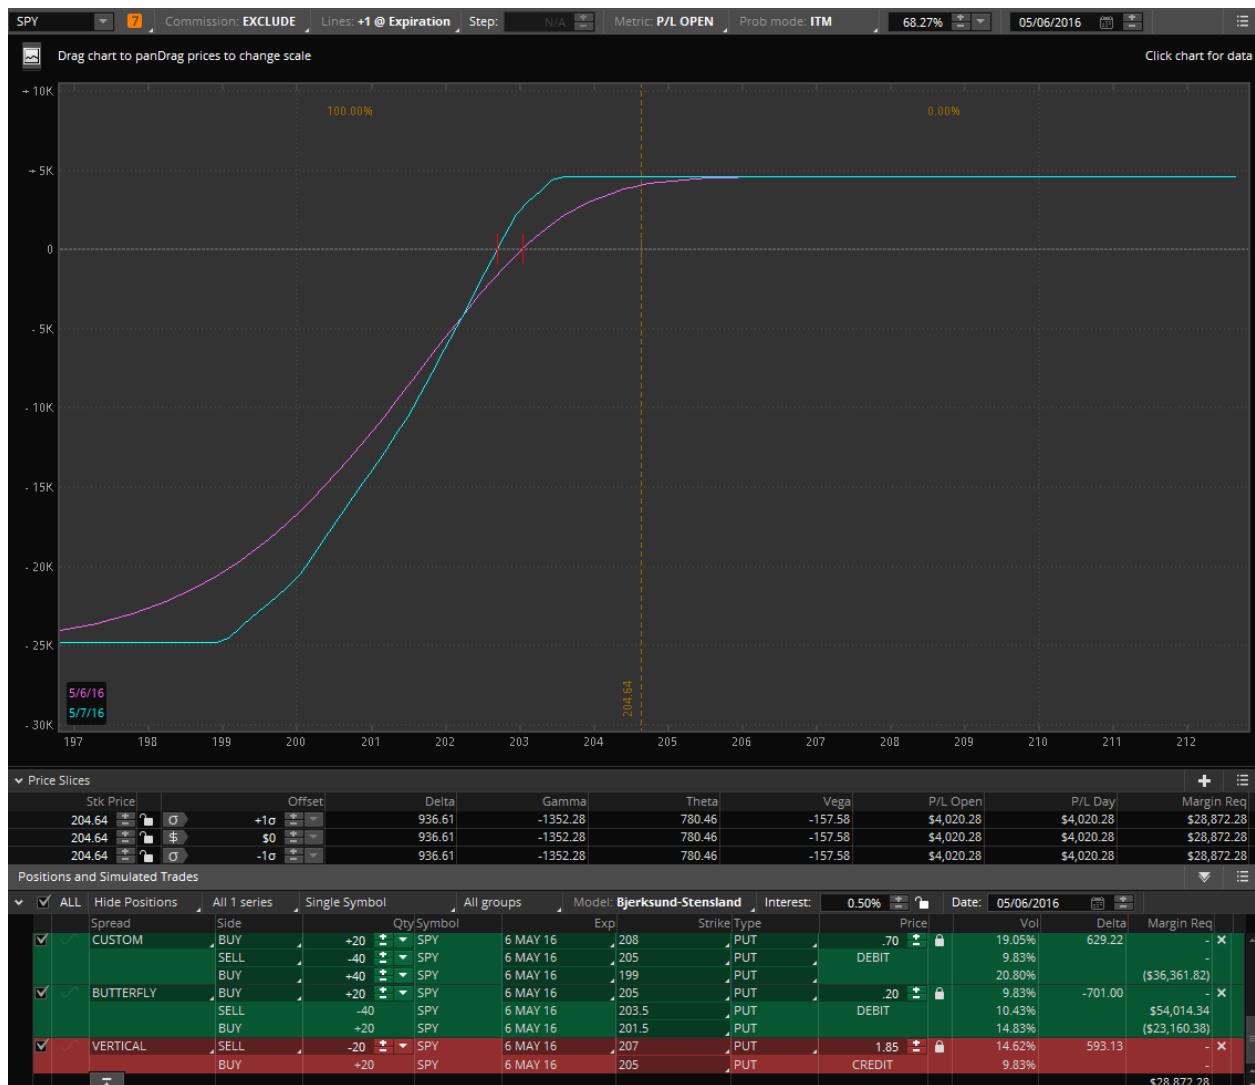 SPY 7 Commission: EXCLUDE Lines: +1 @ Expiration Step: N/A Metric: P/L OPEN Prob mode: ITM 68.27% 05/06/2016
Drag chart to panDrag prices to change scale Click chart for data
+ 10K
100.00% 0.00%
+ 5K
0
- 5K
- 10K
- 15K
- 20K
- 25K
204.64
5/6/16
5/7/16
- 30K
197 198 199 200 201 202 203 204 205 206 207 208 209 210 211 212
Price Slices
Stk Price Offset Delta Gamma Theta Vega P/L Open P/L Day Margin Req
204.64 σ +1σ 936.61 -1352.28 780.46 -157.58 $4,020.28 $4,020.28 $28,872.28
204.64 $ $0 936.61 -1352.28 780.46 -157.58 $4,020.28 $4,020.28 $28,872.28
204.64 σ -1σ 936.61 -1352.28 780.46 -157.58 $4,020.28 $4,020.28 $28,872.28
Positions and Simulated Trades
ALL Hide Positions All 1 series Single Symbol All groups Model: Bjerksund-Stensland Interest: 0.50% Date: 05/06/2016
Spread Side Qty Symbol Exp Strike Type Price Vol Delta Margin Req
CUSTOM BUY +20 SPY 6 MAY 16 208 PUT .70 19.05% 629.22 -
SELL -40 SPY 6 MAY 16 205 PUT DEBIT 9.83% -
BUY +40 SPY 6 MAY 16 199 PUT 20.80% ($36,361.82)
BUTTERFLY BUY +20 SPY 6 MAY 16 205 PUT .20 9.83% -701.00 -
SELL -40 SPY 6 MAY 16 203.5 PUT DEBIT 10.43% $54,014.34
BUY +20 SPY 6 MAY 16 201.5 PUT 14.83% ($23,160.38)
VERTICAL SELL -20 SPY 6 MAY 16 207 PUT 1.85 14.62% 593.13 -
BUY +20 SPY 6 MAY 16 205 PUT CREDIT 9.83% -
$28,872.28